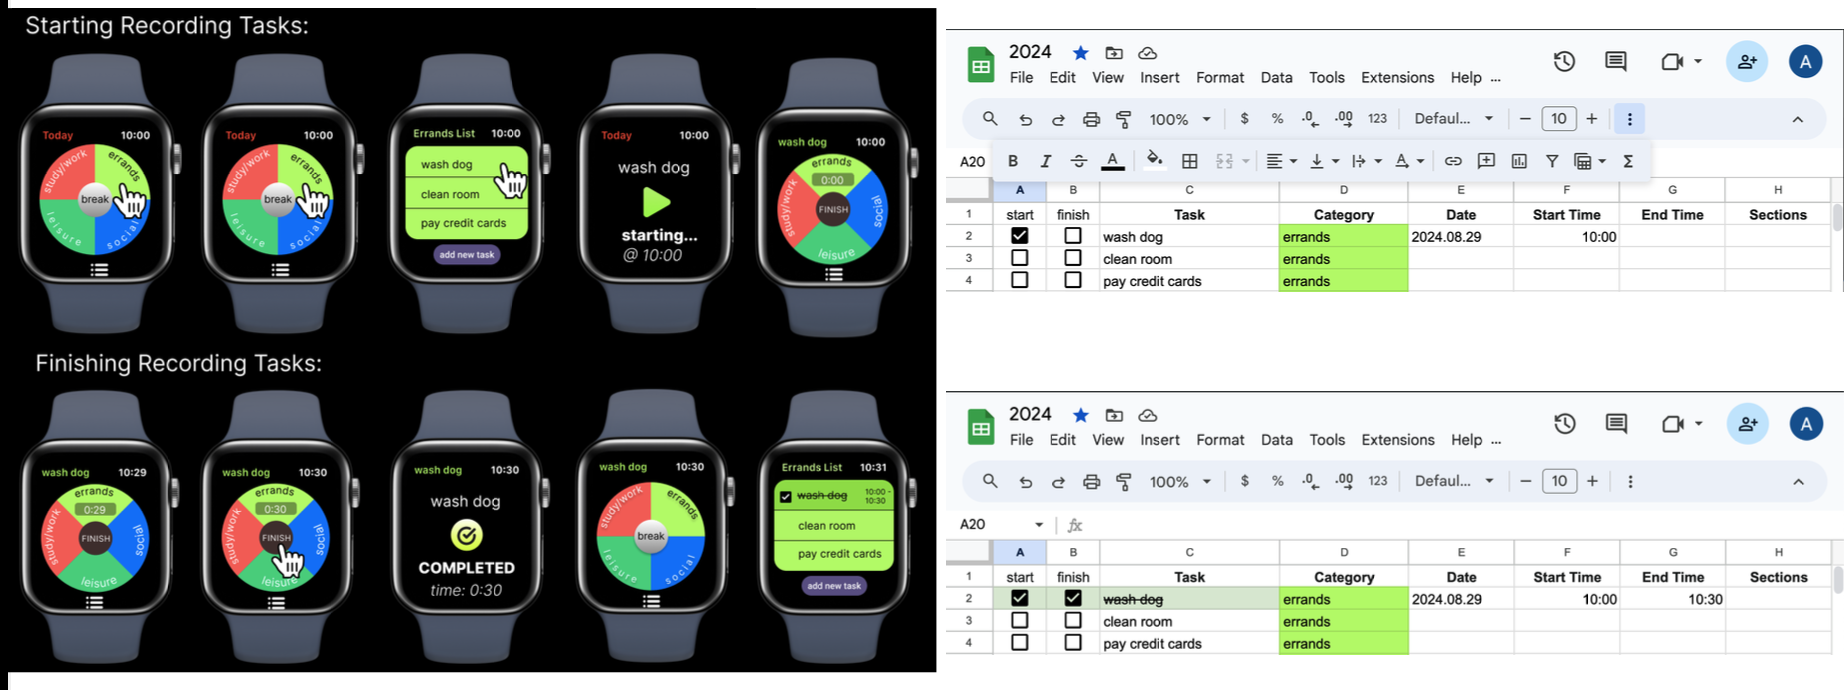 Starting Recording Tasks:
Today 10:00
study/work
errands
break
leisure
social
Today 10:00
study/work
errands
break
leisure
social
Errands List 10:00
wash dog
clean room
pay credit cards
add new task
Today 10:00
wash dog
starting...
@ 10:00
wash dog 10:00
errands
0:00
study/work
FINISH
social
leisure
Finishing Recording Tasks:
wash dog 10:29
errands
0:29
study/work
FINISH
social
leisure
wash dog 10:30
errands
0:30
study/work
FINISH
social
leisure
wash dog 10:30
wash dog
COMPLETED
time: 0:30
wash dog 10:30
study/work
errands
break
leisure
social
Errands List 10:31
wash dog 10:00 -
10:30
clean room
pay credit cards
add new task
2024
A
File Edit View Insert Format Data Tools Extensions Help ...
100% $ % .0 .00 123 Defaul... − 10 +
A20 B I S A A Σ
A B C D E F G H
1 start finish Task Category Date Start Time End Time Sections
2 wash dog errands 2024.08.29 10:00
3 clean room errands
4 pay credit cards errands
2024
A
File Edit View Insert Format Data Tools Extensions Help ...
100% $ % .0 .00 123 Defaul... − 10 +
A20 fx
A B C D E F G H
1 start finish Task Category Date Start Time End Time Sections
2 wash dog errands 2024.08.29 10:00 10:30
3 clean room errands
4 pay credit cards errands